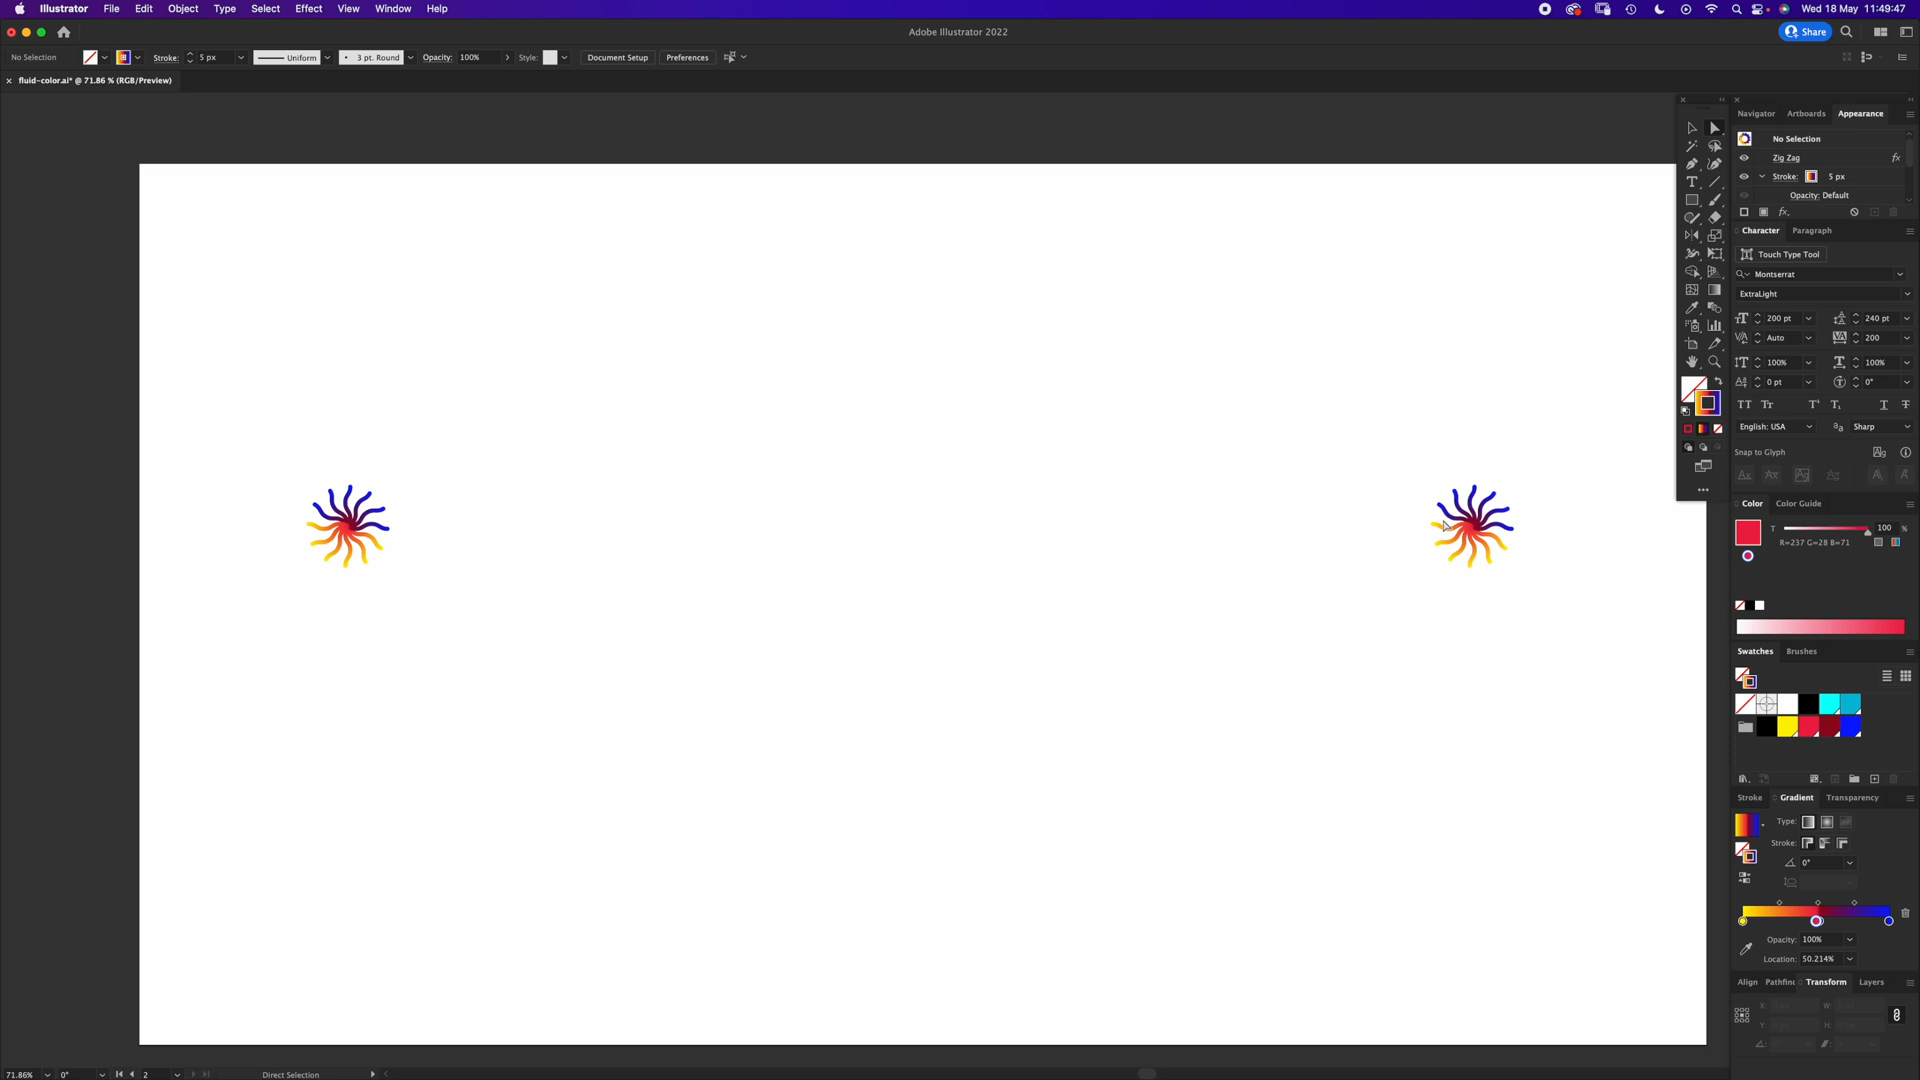 Illustrator File Edit Object Type Select Effect View Window Help Wed 18 May 11:49:47
Adobe Illustrator 2022 Share
No Selection Stroke: 5 px Uniform 3 pt. Round Opacity: 100% Style: Document Setup Preferences
fluid-color.ai* @ 71.86 % (RGB/Preview)
Navigator Artboards Appearance
No Selection
Zig Zag fx
Stroke: 5 px
Opacity: Default
fx.
Character Paragraph
Touch Type Tool
Montserrat
ExtraLight
200 pt 240 pt
Auto 200
100% 100%
0 pt 0°
English: USA Sharp
Snap to Glyph
Color Color Guide
T 100 %
R=237 G=28 B=71
Swatches Brushes
Stroke Gradient Transparency
Type:
Stroke:
0°
Opacity: 100%
Location: 50.214%
Align Pathfin Transform Layers
X: W:
Y: H:
71.86% 0° 2 Direct Selection